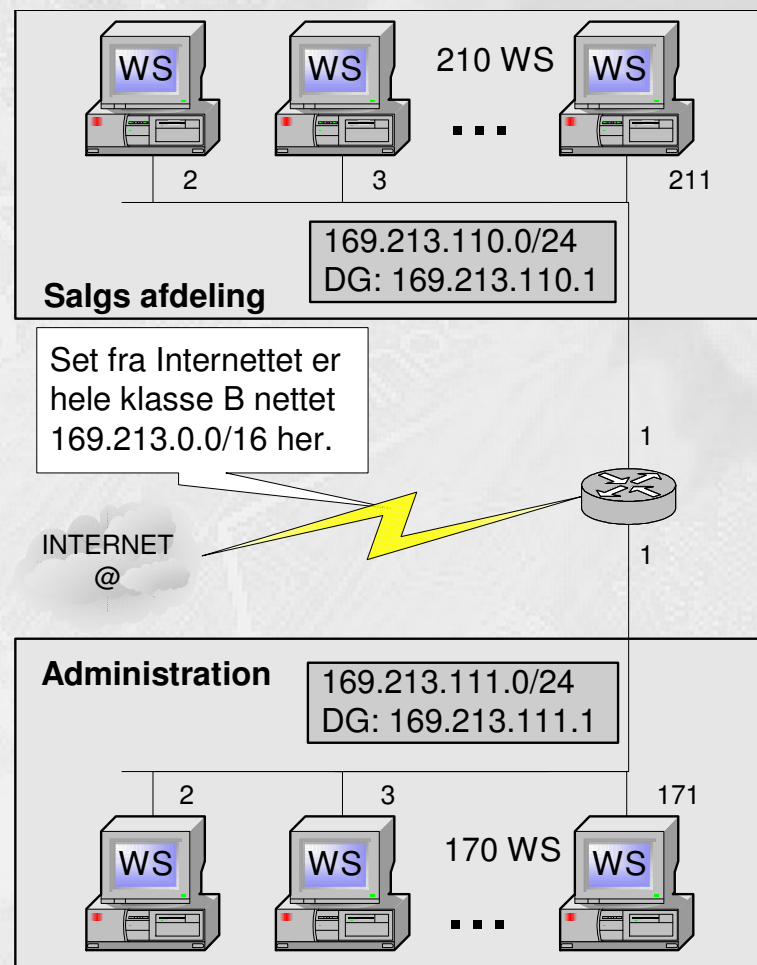 WS
WS
210 WS
WS
2
3
211
169.213.110.0/24
DG: 169.213.110.1
Salgs afdeling
Set fra Internettet er
hele klasse B nettet
169.213.0.0/16 her.
1
INTERNET
@
1
Administration
169.213.111.0/24
DG: 169.213.111.1
2
3
171
WS
WS
170 WS
WS